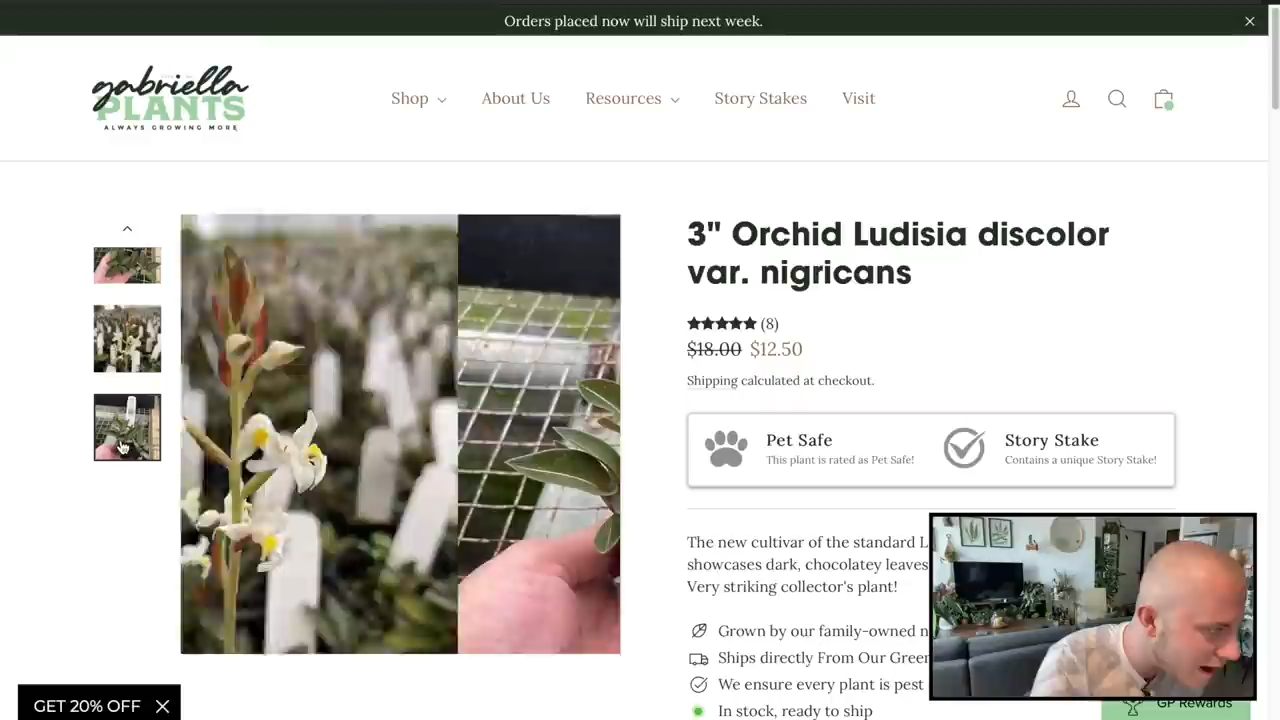 Orders placed now will ship next week.
gabriella
PLANTS
ALWAYS GROWING MORE
Shop
About Us
Resources
Story Stakes
Visit
3" Orchid Ludisia discolor
var. nigricans
(8)
$18.00 $12.50
Shipping calculated at checkout.
Pet Safe
This plant is rated as Pet Safe!
Story Stake
Contains a unique Story Stake!
The new cultivar of the standard L
showcases dark, chocolatey leaves
Very striking collector's plant!
Grown by our family-owned n
Ships directly From Our Gree
We ensure every plant is pest
In stock, ready to ship
GET 20% OFF
GP Rewards